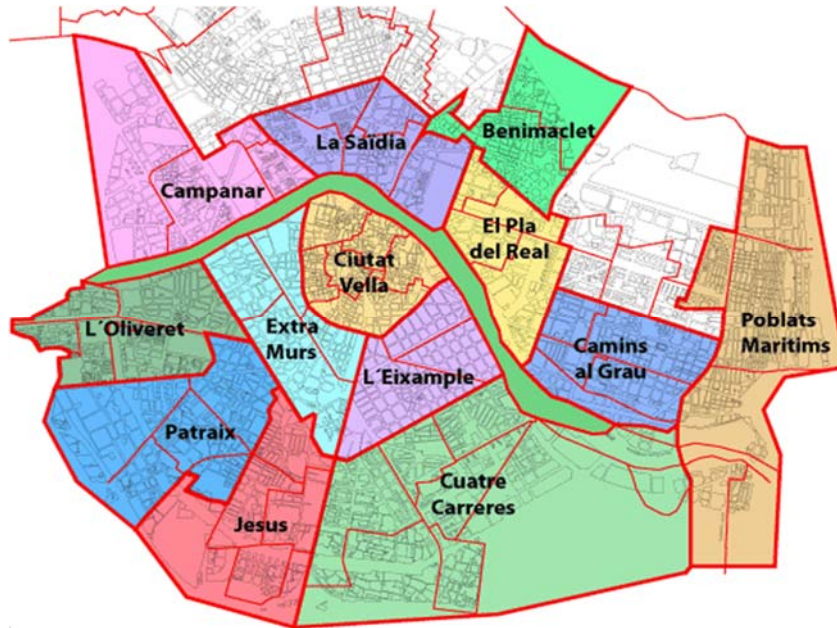 Benimaclet
La Saïdia
Campanar
El Pla
del Real
Ciutat
Vella
L´Oliveret
Extra
Murs
Camins
al Grau
Poblats
Maritims
L´Eixample
Patraix
Cuatre
Carreres
Jesus